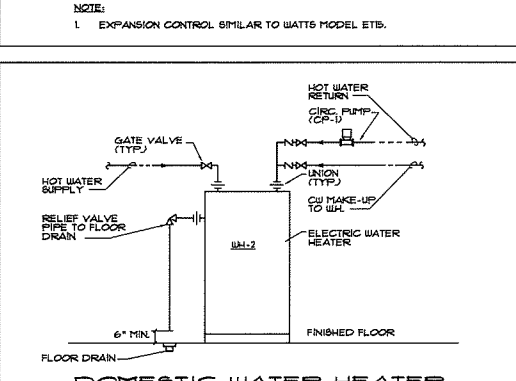 NOTE:
1. EXPANSION CONTROL SIMILAR TO WATTS MODEL ET15.
HOT WATER
RETURN
CIRC. PUMP
(CP-1)
GATE VALVE
(TYP.)
HOT WATER
SUPPLY
UNION
(TYP.)
CW MAKE-UP
TO WH.
RELIEF VALVE
PIPE TO FLOOR
DRAIN
ELECTRIC WATER
HEATER
WH-2
6" MIN.
FINISHED FLOOR
FLOOR DRAIN
DOMESTIC WATER HEATER